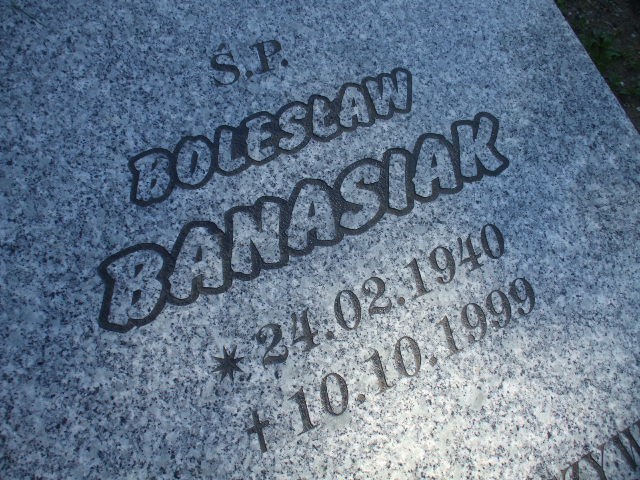 Ś.P.
BOLESŁAW
BANASIAK
* 24.02.1940
† 10.10.1999